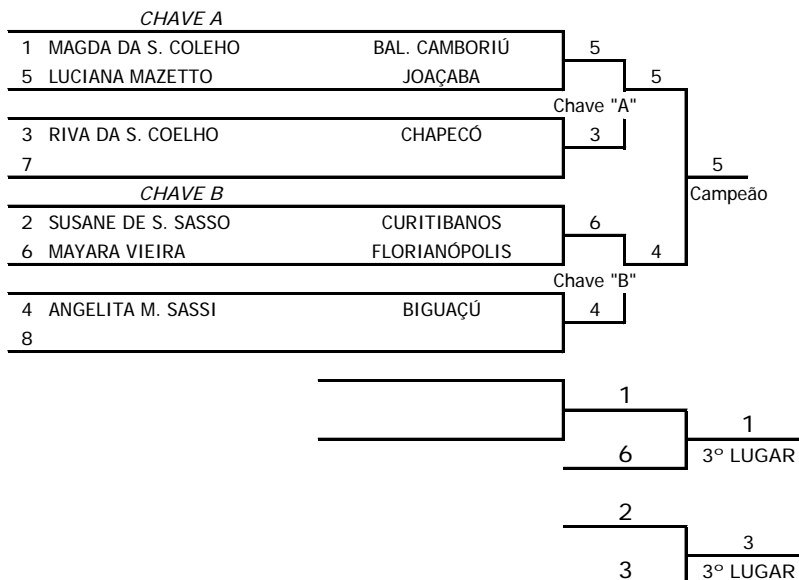 CHAVE A
1 MAGDA DA S. COLEHO BAL. CAMBORIÚ 5
5 LUCIANA MAZETTO JOAÇABA 5
Chave "A"
3 RIVA DA S. COELHO CHAPECÓ 3
7
5
CHAVE B Campeão
2 SUSANE DE S. SASSO CURITIBANOS 6
6 MAYARA VIEIRA FLORIANÓPOLIS 4
Chave "B"
4 ANGELITA M. SASSI BIGUAÇÚ 4
8
1
1
6 3º LUGAR
2
3
3 3º LUGAR